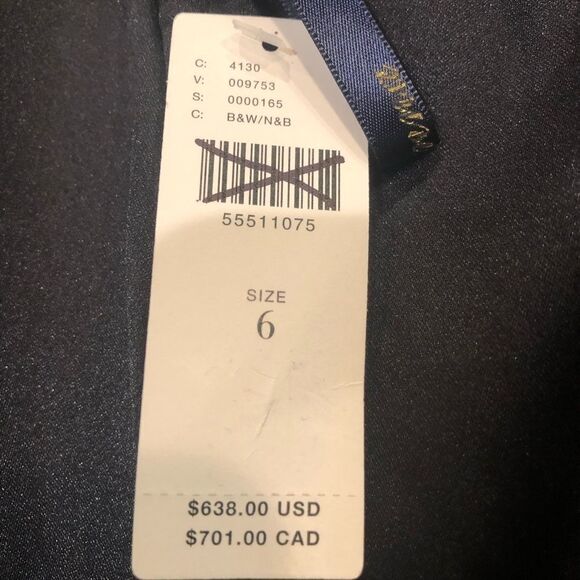 C: 4130
V: 009753
S: 0000165
C: B&W/N&B
55511075
SIZE
6
$638.00 USD
$701.00 CAD